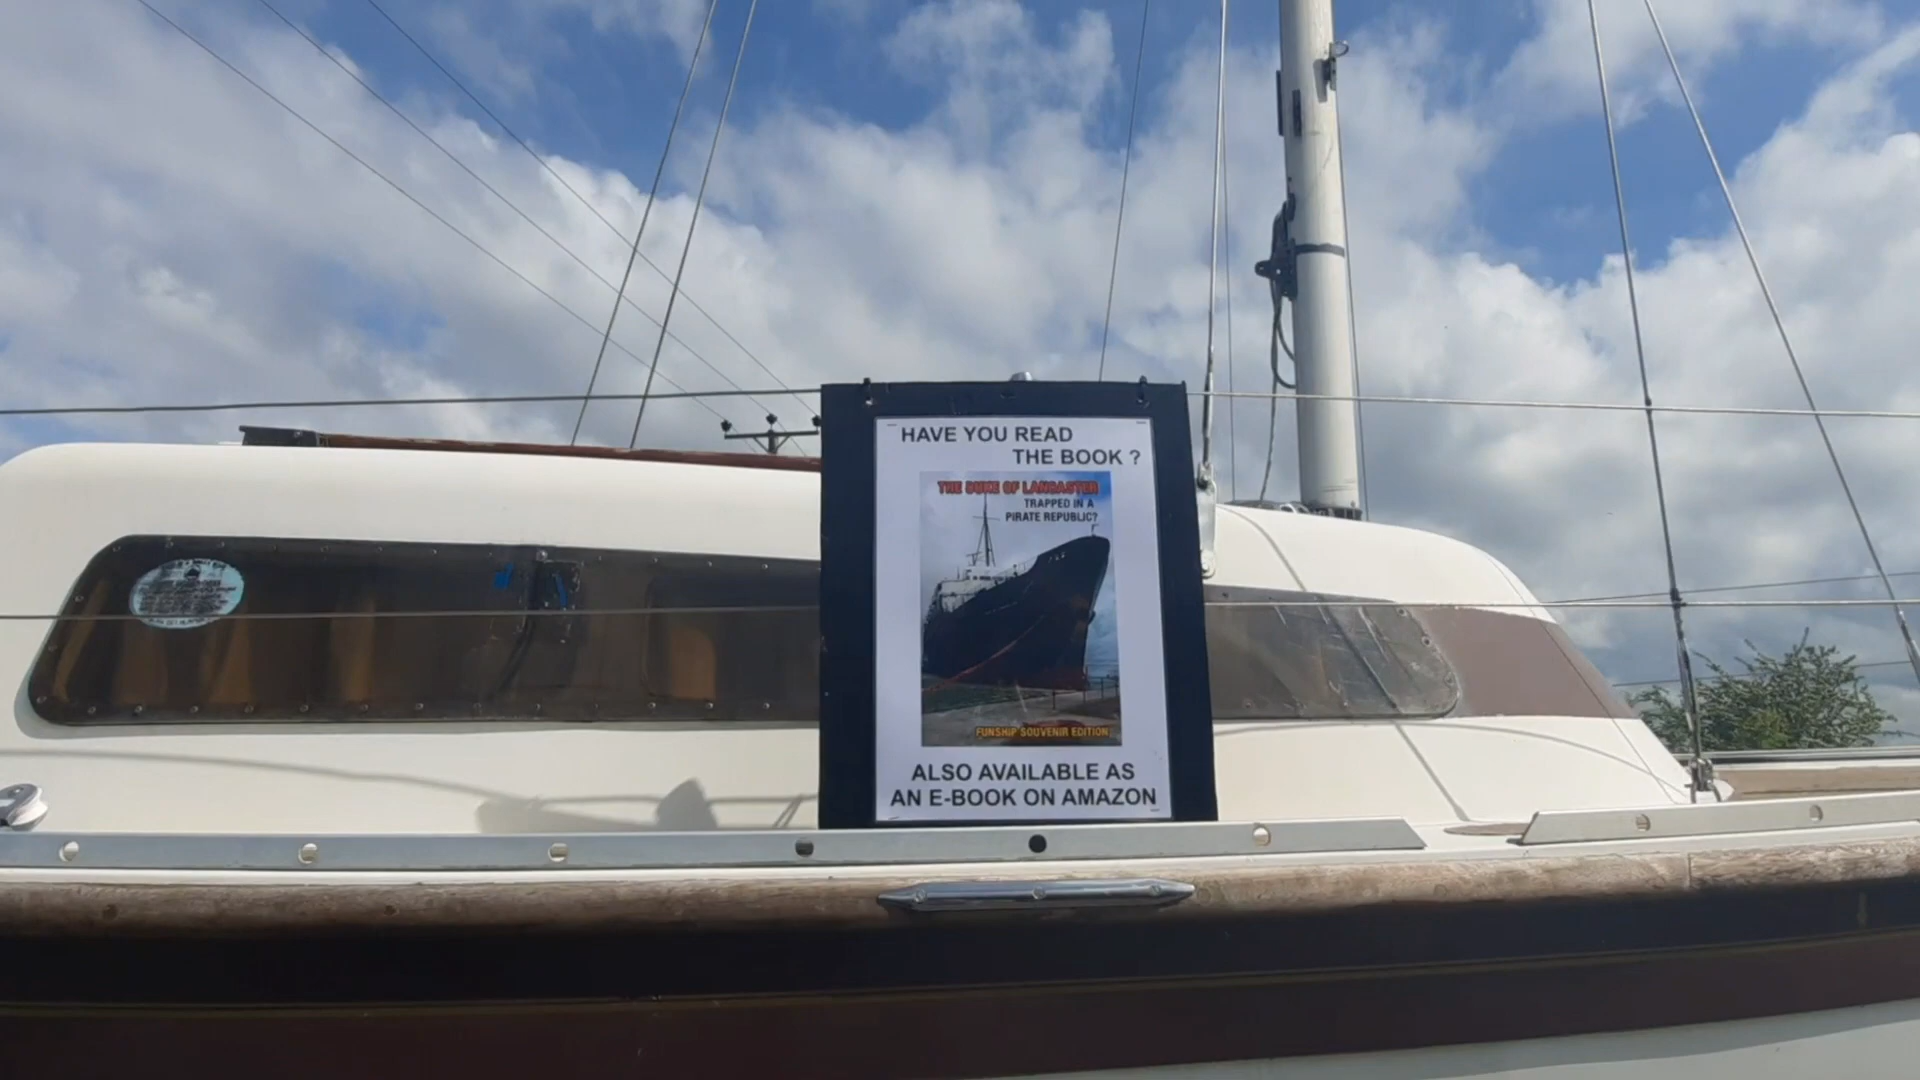 HAVE YOU READ
THE BOOK ?
THE DUKE OF LANCASTER
TRAPPED IN A
PIRATE REPUBLIC?
FUNSHIP SOUVENIR EDITION
ALSO AVAILABLE AS
AN E-BOOK ON AMAZON